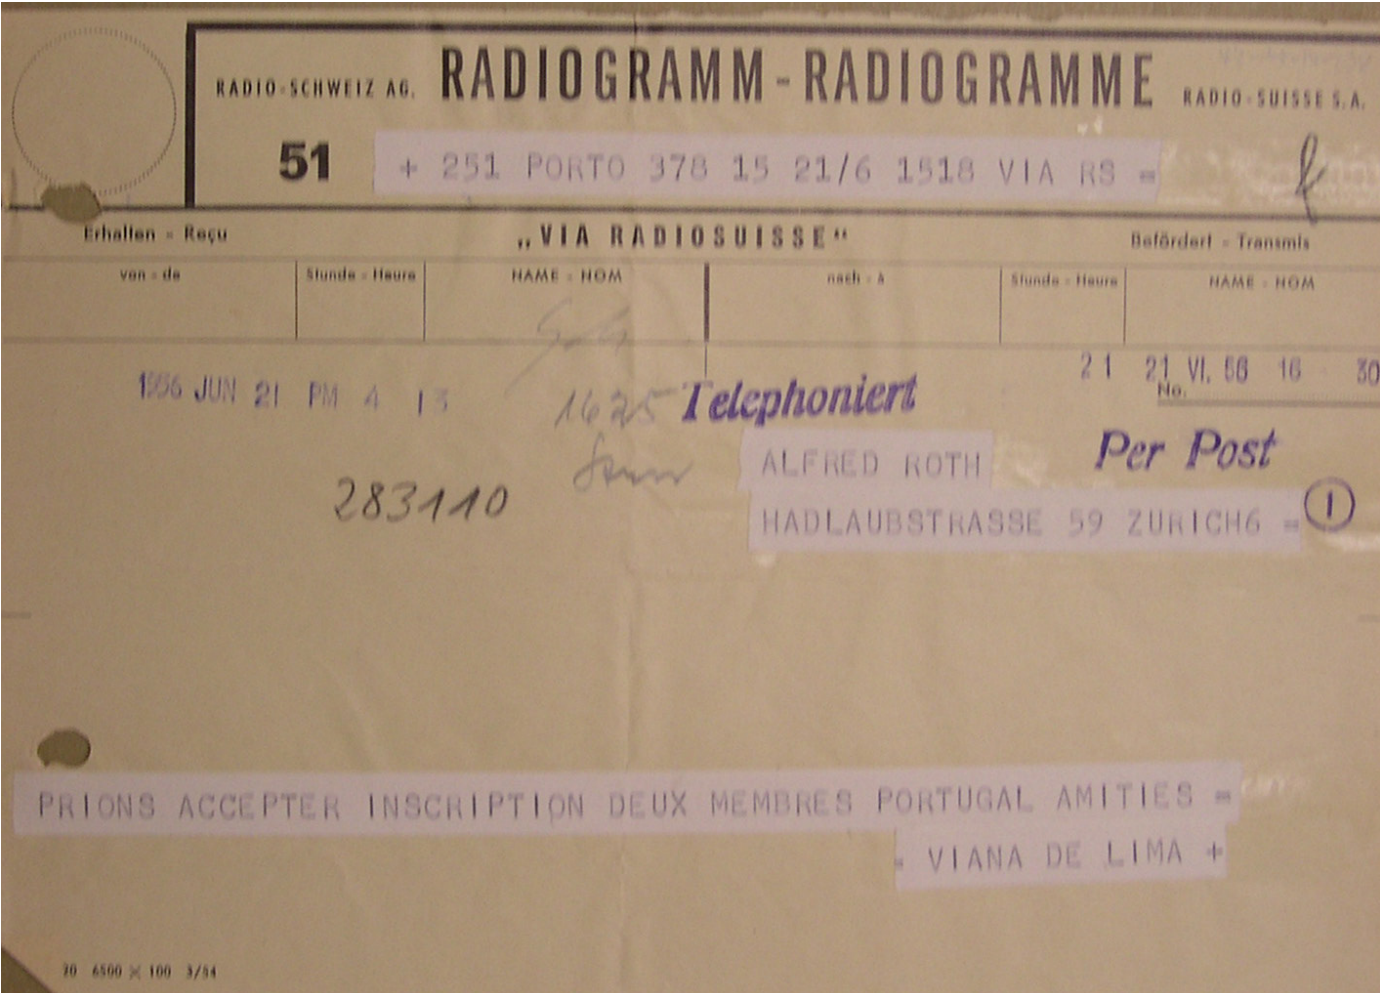 RADIO-SCHWEIZ AG. RADIOGRAMM - RADIOGRAMME RADIO-SUISSE S.A.
51 + 251 PORTO 378 15 21/6 1518 VIA RS =
Erhalten - Reçu „VIA RADIOSUISSE“ Befördert - Transmis
von - de Stunde - Heure NAME - NOM nach - à Stunde - Heure NAME - NOM
1956 JUN 21 PM 4 13
21 21 VI. 56 16 30
No.
1625 Telephoniert
Per Post
ALFRED ROTH
283110
HADLAUBSTRASSE 59 ZURICH6 = 1
PRIONS ACCEPTER INSCRIPTION DEUX MEMBRES PORTUGAL AMITIES =
= VIANA DE LIMA +
20 6500 × 100 3/54